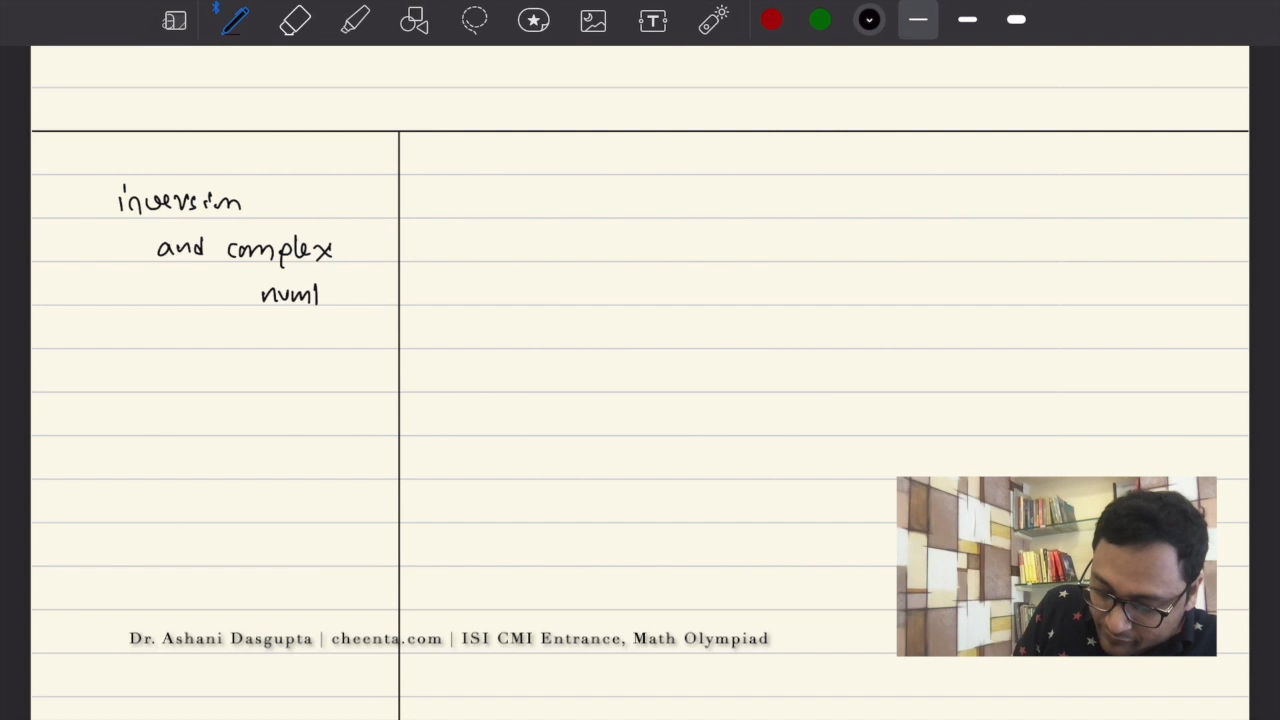 inversion
and complex
numl
Dr. Ashani Dasgupta | cheenta.com | ISI CMI Entrance, Math Olympiad